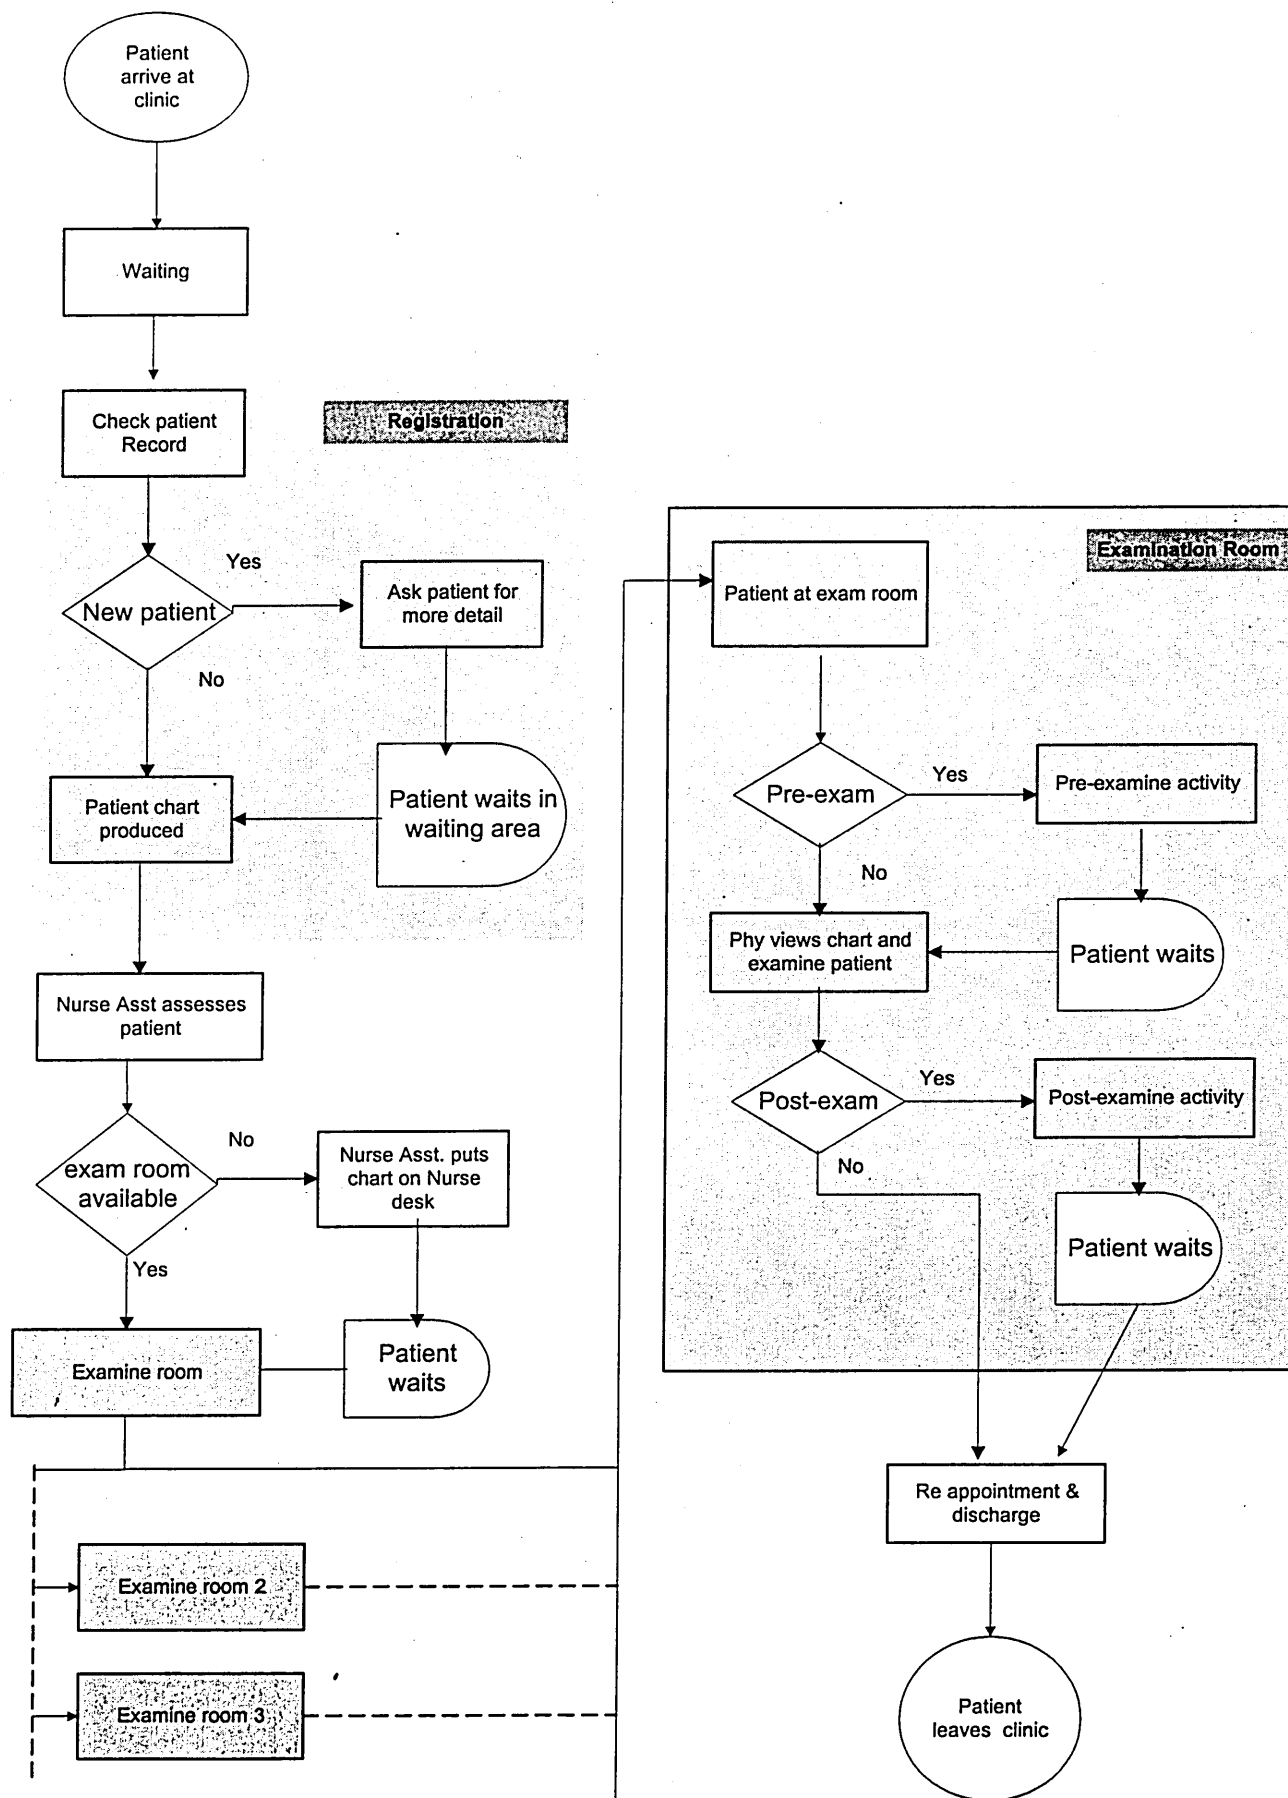 Patient
arrive at
clinic
Waiting
Check patient
Record
Registration
Yes
New patient
Ask patient for
more detail
No
Patient chart
produced
Patient waits in
waiting area
Nurse Asst assesses
patient
exam room
available
No
Nurse Asst. puts
chart on Nurse
desk
Yes
Examine room
Patient
waits
Examine room 2
Examine room 3
Examination Room
Patient at exam room
Pre-exam
Yes
Pre-examine activity
No
Phy views chart and
examine patient
Patient waits
Post-exam
Yes
Post-examine activity
No
Patient waits
Re appointment &
discharge
Patient
leaves clinic